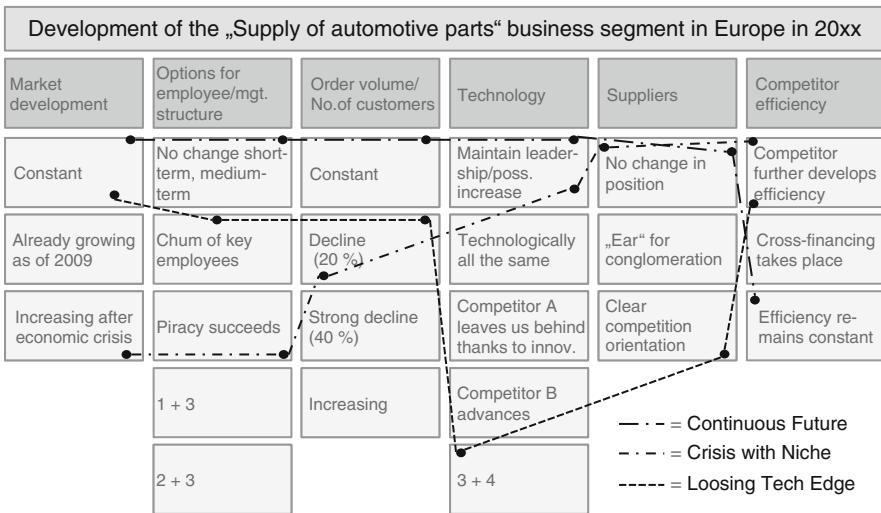 Development of the „Supply of automotive parts“ business segment in Europe in 20xx
Market
development
Options for
employee/mgt.
structure
Order volume/
No.of customers
Technology
Suppliers
Competitor
efficiency
Constant
No change short-
term, medium-
term
Constant
Maintain leader-
ship/poss.
increase
No change in
position
Competitor
further develops
efficiency
Already growing
as of 2009
Chum of key
employees
Decline
(20 %)
Technologically
all the same
„Ear“ for
conglomeration
Cross-financing
takes place
Increasing after
economic crisis
Piracy succeeds
Strong decline
(40 %)
Competitor A
leaves us behind
thanks to innov.
Clear
competition
orientation
Efficiency re-
mains constant
1 + 3
Increasing
Competitor B
advances
2 + 3
3 + 4
= Continuous Future
= Crisis with Niche
= Loosing Tech Edge